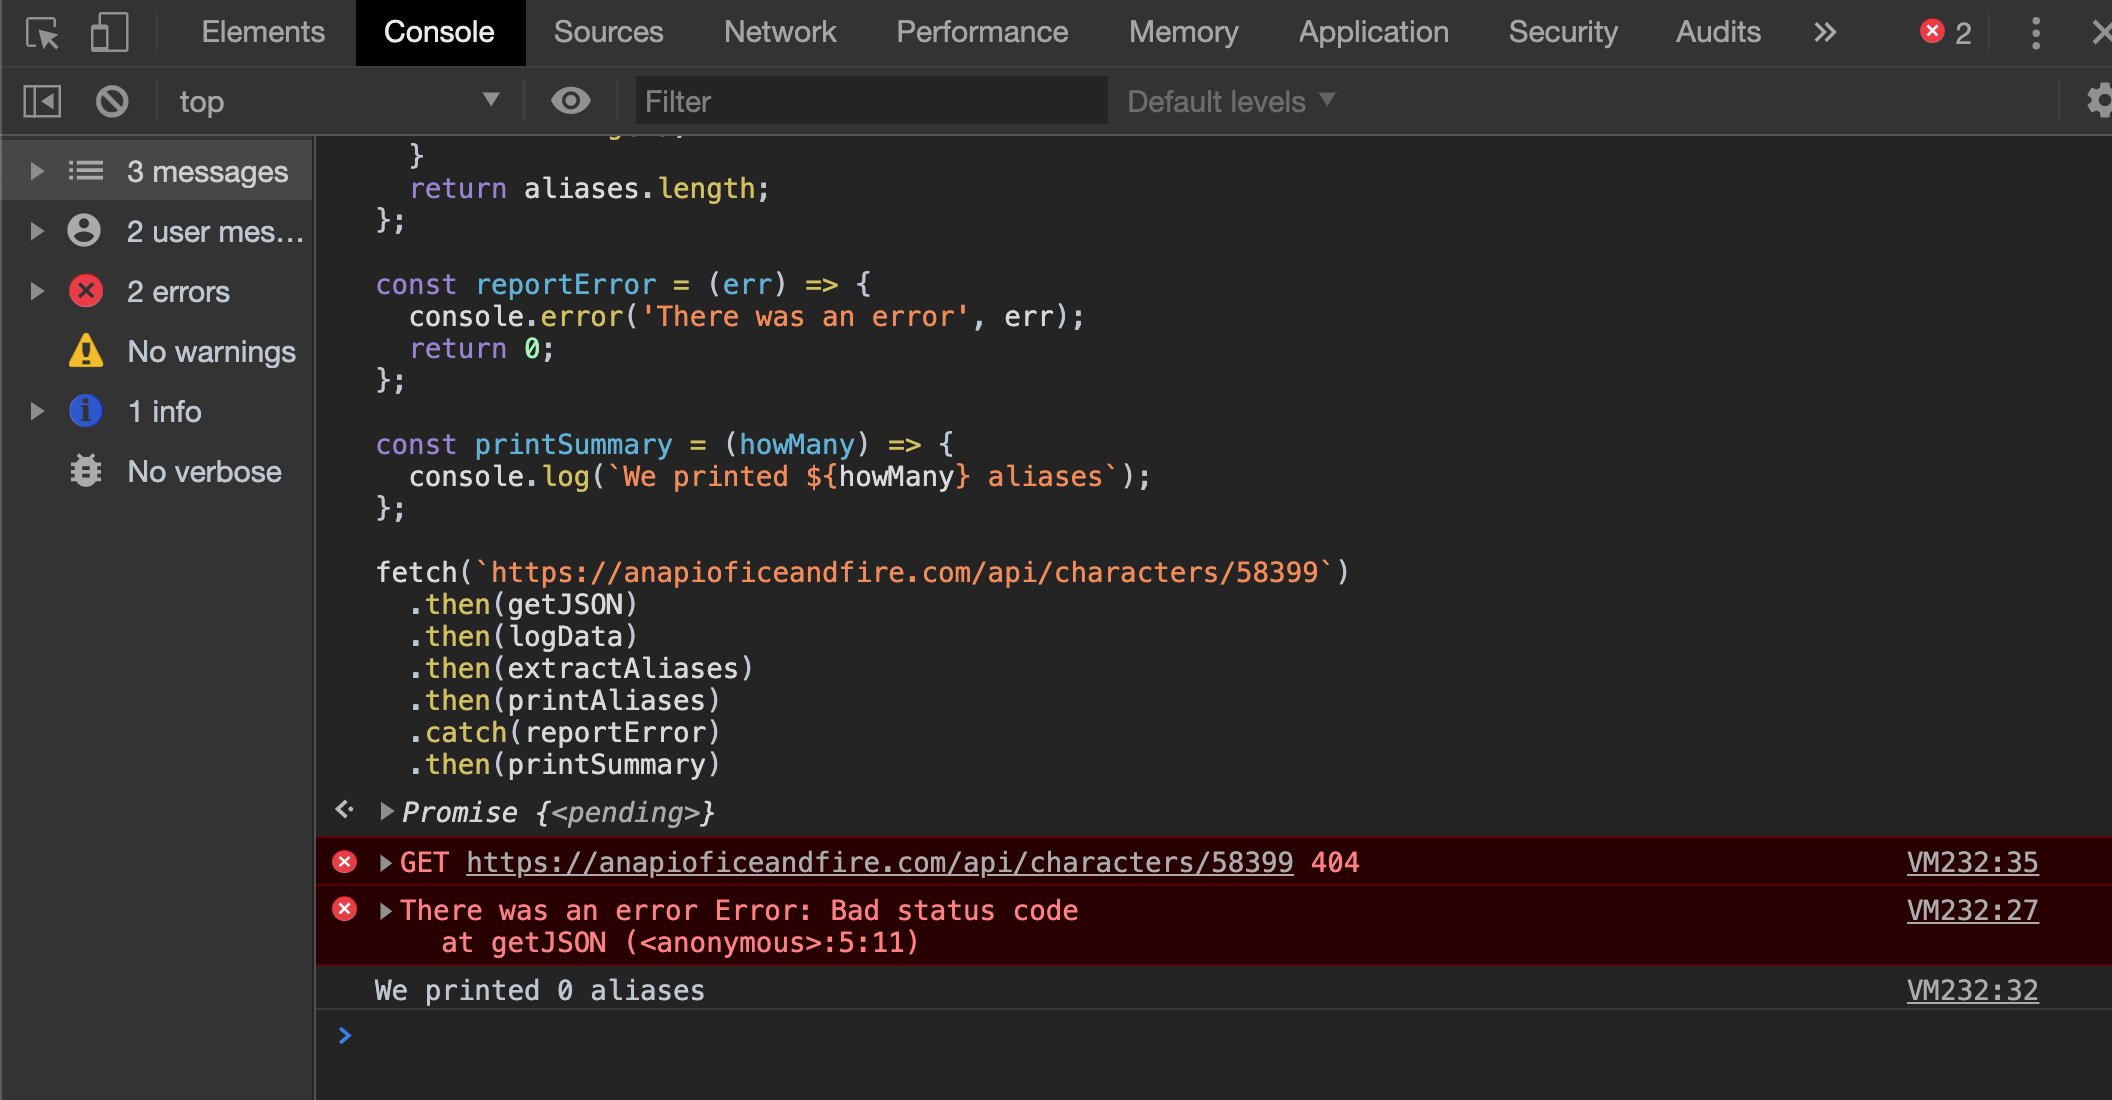 Elements Console Sources Network Performance Memory Application Security Audits » 2
top Filter Default levels
3 messages
2 user mes…
2 errors
No warnings
1 info
No verbose
}
return aliases.length;
};
const reportError = (err) => {
console.error('There was an error', err);
return 0;
};
const printSummary = (howMany) => {
console.log(`We printed ${howMany} aliases`);
};
fetch(`https://anapioficeandfire.com/api/characters/58399`)
.then(getJSON)
.then(logData)
.then(extractAliases)
.then(printAliases)
.catch(reportError)
.then(printSummary)
Promise {<pending>}
GET https://anapioficeandfire.com/api/characters/58399 404 VM232:35
There was an error Error: Bad status code VM232:27
at getJSON (<anonymous>:5:11)
We printed 0 aliases VM232:32
>